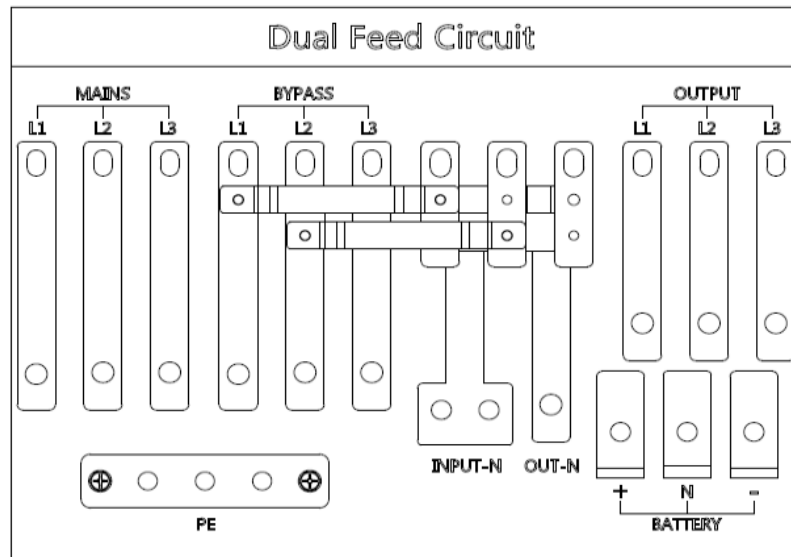 Dual Feed Circuit
MAINS BYPASS OUTPUT
L1 L2 L3 L1 L2 L3 L1 L2 L3
INPUT-N OUT-N
+ N -
PE BATTERY